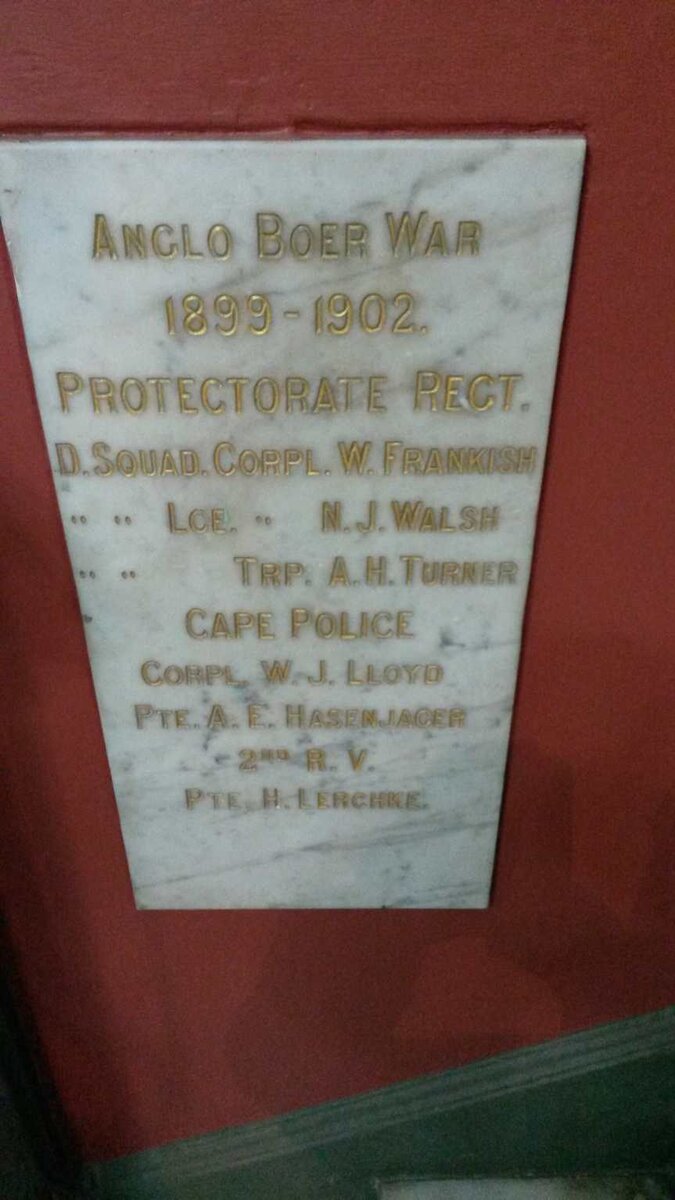 ANGLO BOER WAR
1899-1902.
PROTECTORATE REGT.
D. SQUAD. CORPL. W. FRANKISH
" " LCE. " N. J. WALSH
" " TRP. A. H. TURNER
CAPE POLICE
CORPL. W. J. LLOYD
PTE. A. E. HASENJAGER
2ND R. V.
PTE. H. LERCHKE.